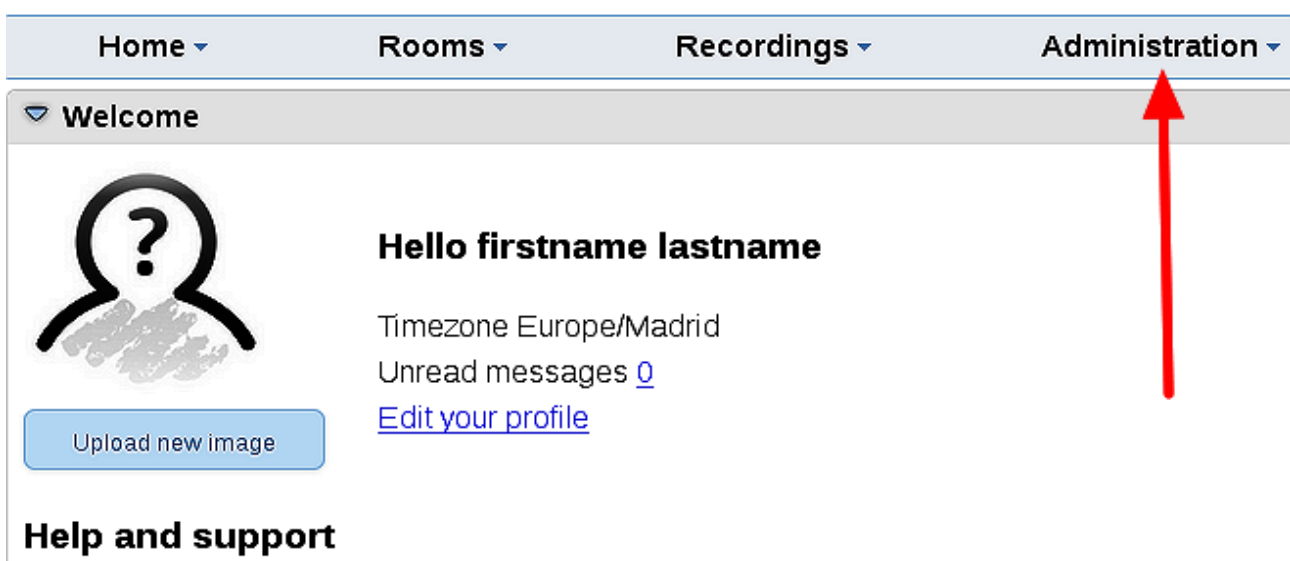 Home Rooms Recordings Administration
Welcome
?
Hello firstname lastname
Timezone Europe/Madrid
Unread messages 0
Edit your profile
Upload new image
Help and support